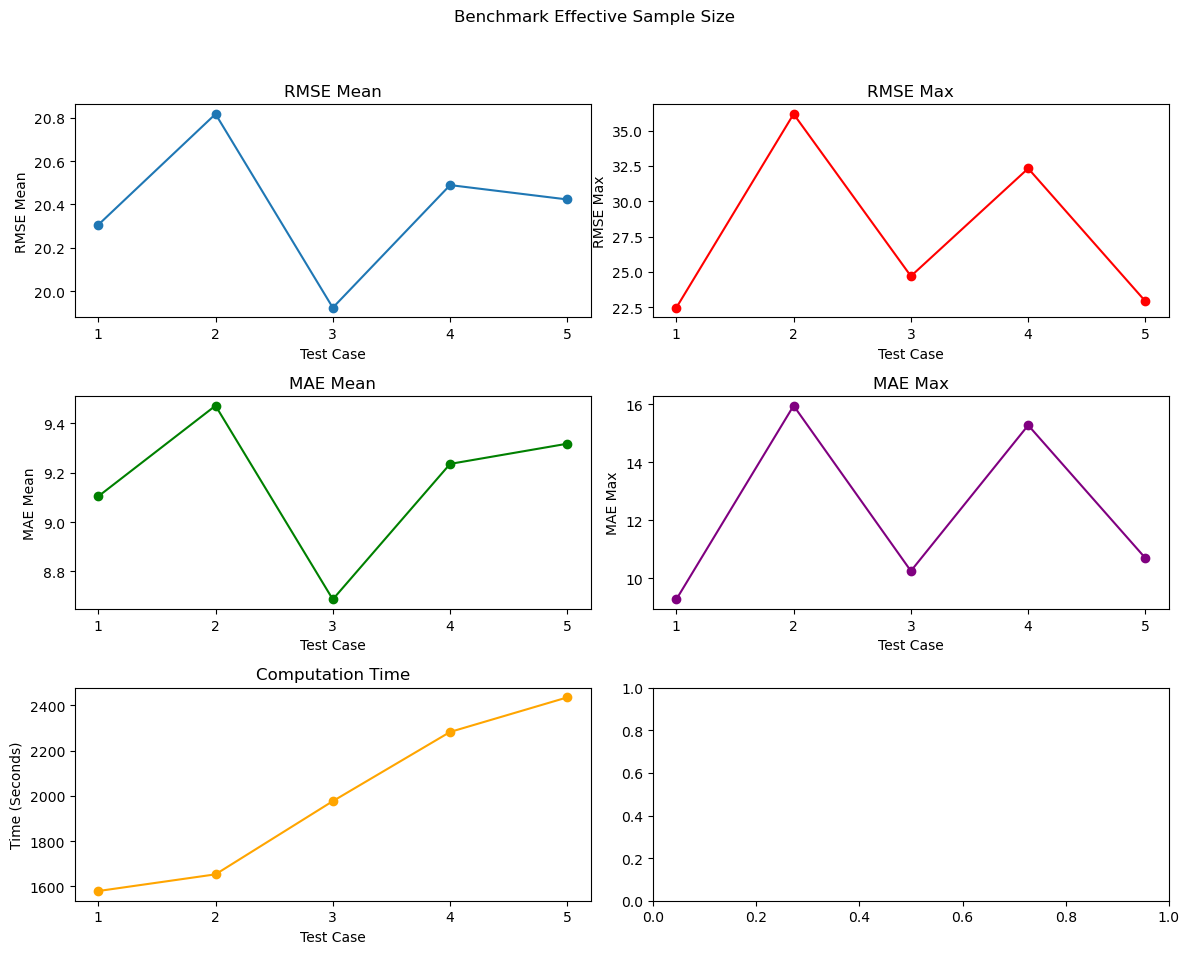 Benchmark Effective Sample Size
RMSE Mean
RMSE Mean
20.8
20.6
20.4
20.2
20.0
1 2 3 4 5
Test Case
RMSE Max
RMSE Max
35.0
32.5
30.0
27.5
25.0
22.5
1 2 3 4 5
Test Case
MAE Mean
MAE Mean
9.4
9.2
9.0
8.8
1 2 3 4 5
Test Case
MAE Max
MAE Max
16
14
12
10
1 2 3 4 5
Test Case
Computation Time
Time (Seconds)
2400
2200
2000
1800
1600
1 2 3 4 5
Test Case
1.0
0.8
0.6
0.4
0.2
0.0
0.0 0.2 0.4 0.6 0.8 1.0